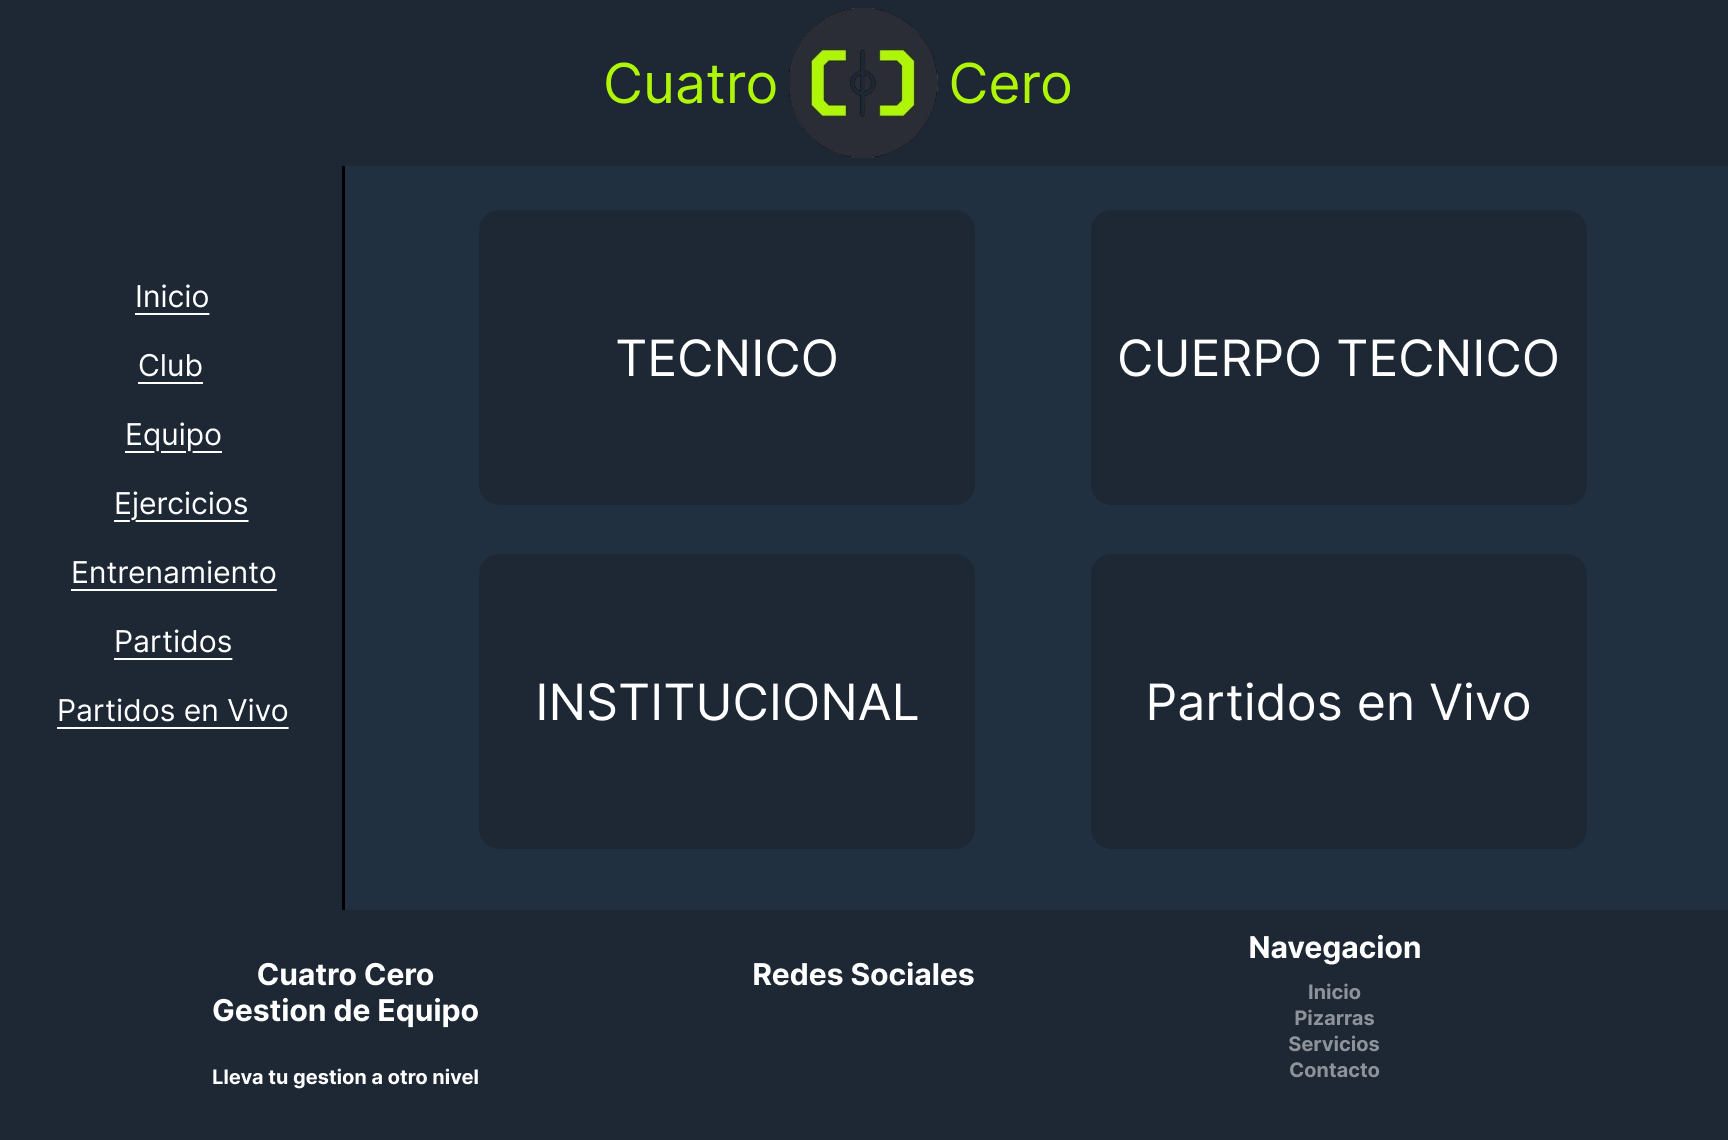 Cuatro Cero
Inicio
Club
Equipo
Ejercicios
Entrenamiento
Partidos
Partidos en Vivo
TECNICO
CUERPO TECNICO
INSTITUCIONAL
Partidos en Vivo
Cuatro Cero
Gestion de Equipo
Lleva tu gestion a otro nivel
Redes Sociales
Navegacion
Inicio
Pizarras
Servicios
Contacto